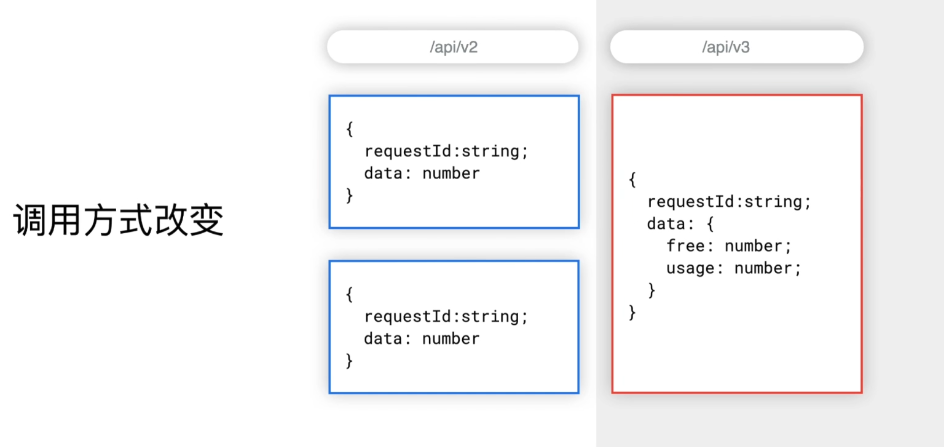 调用方式改变
/api/v2
{
  requestId:string;
  data: number
}
{
  requestId:string;
  data: number
}
/api/v3
{
  requestId:string;
  data: {
    free: number;
    usage: number;
  }
}